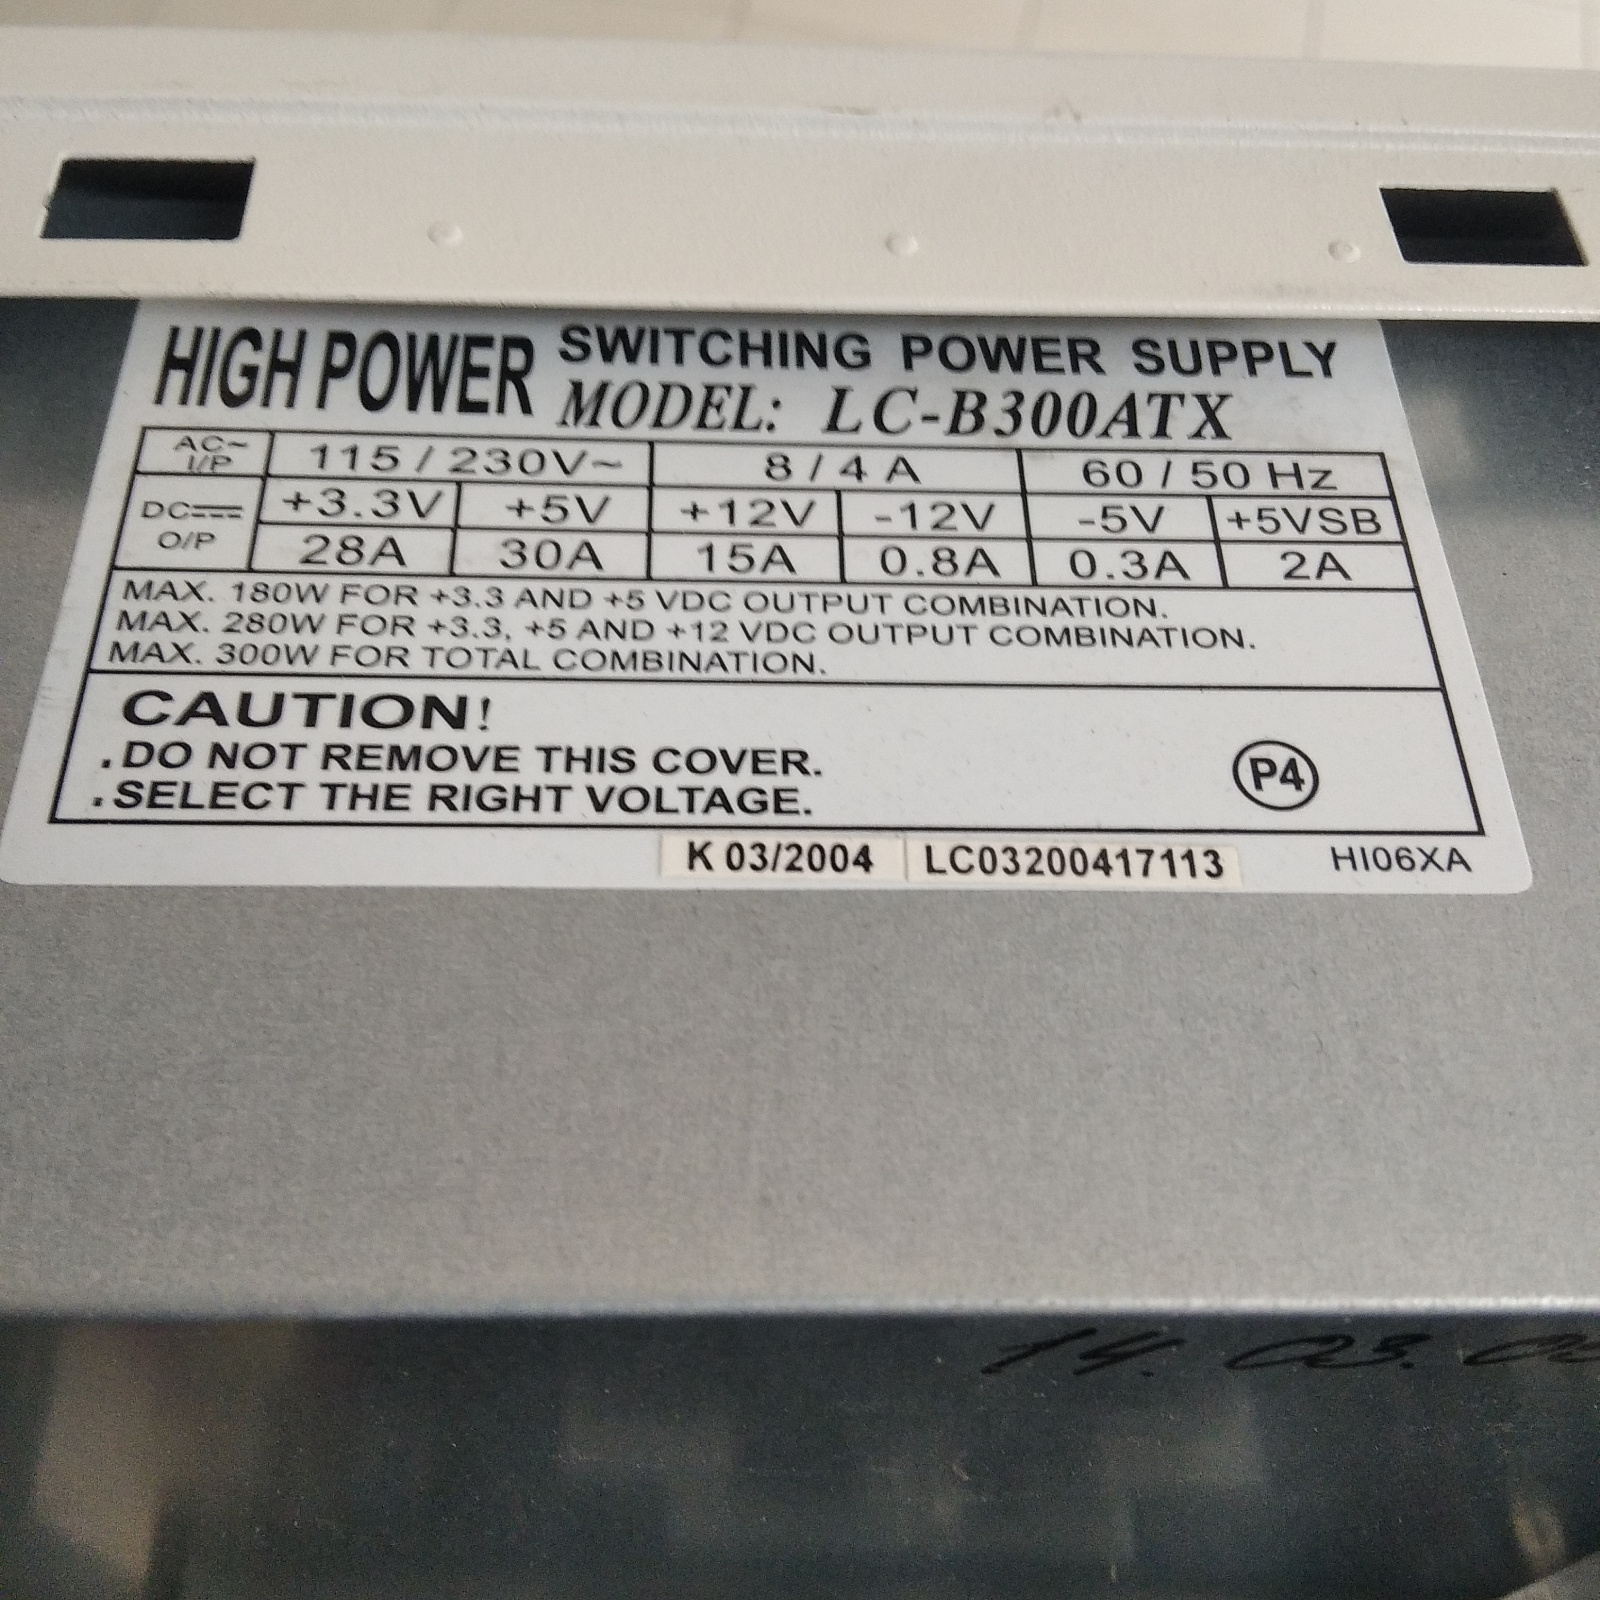 HIGH POWER SWITCHING POWER SUPPLY
MODEL: LC-B300ATX
AC~ I/P 115 / 230V~ 8 / 4 A 60 / 50 Hz
DC O/P +3.3V +5V +12V -12V -5V +5VSB
28A 30A 15A 0.8A 0.3A 2A
MAX. 180W FOR +3.3 AND +5 VDC OUTPUT COMBINATION.
MAX. 280W FOR +3.3, +5 AND +12 VDC OUTPUT COMBINATION.
MAX. 300W FOR TOTAL COMBINATION.
CAUTION!
.DO NOT REMOVE THIS COVER.
.SELECT THE RIGHT VOLTAGE.
P4
K 03/2004 LC03200417113 HI06XA
14. 03.